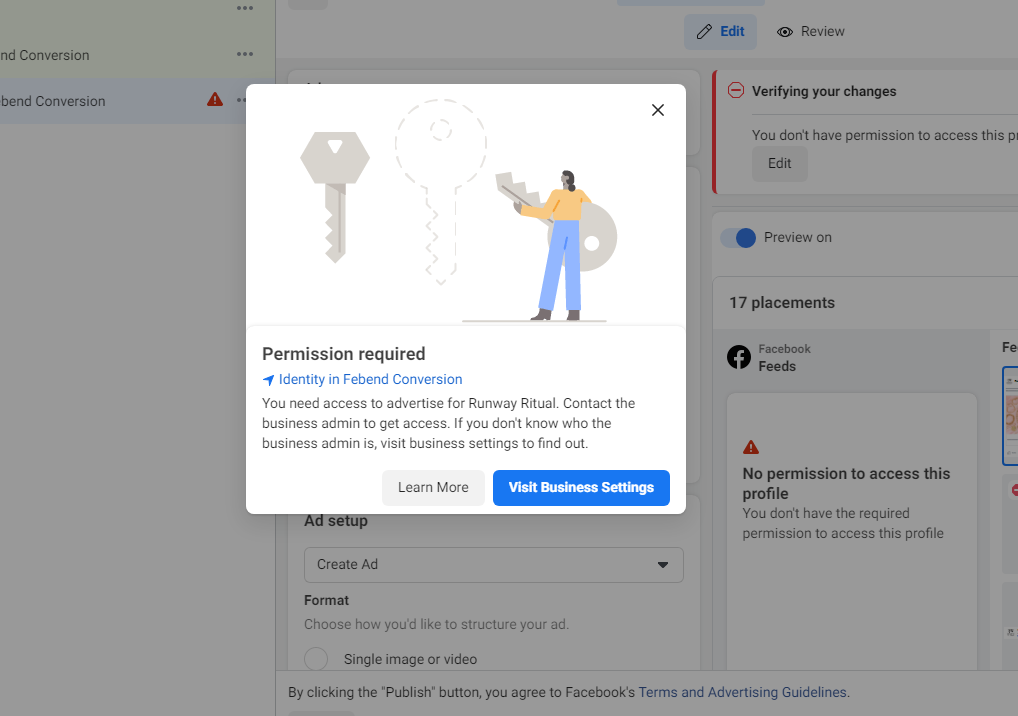 Edit
Review
nd Conversion
bend Conversion
Verifying your changes
You don't have permission to access this
Edit
Preview on
17 placements
Facebook
Feeds
No permission to access this
profile
You don't have the required
permission to access this profile
Permission required
Identity in Febend Conversion
You need access to advertise for Runway Ritual. Contact the
business admin to get access. If you don't know who the
business admin is, visit business settings to find out.
Learn More
Visit Business Settings
Ad setup
Create Ad
Format
Choose how you'd like to structure your ad.
Single image or video
By clicking the "Publish" button, you agree to Facebook's Terms and Advertising Guidelines.